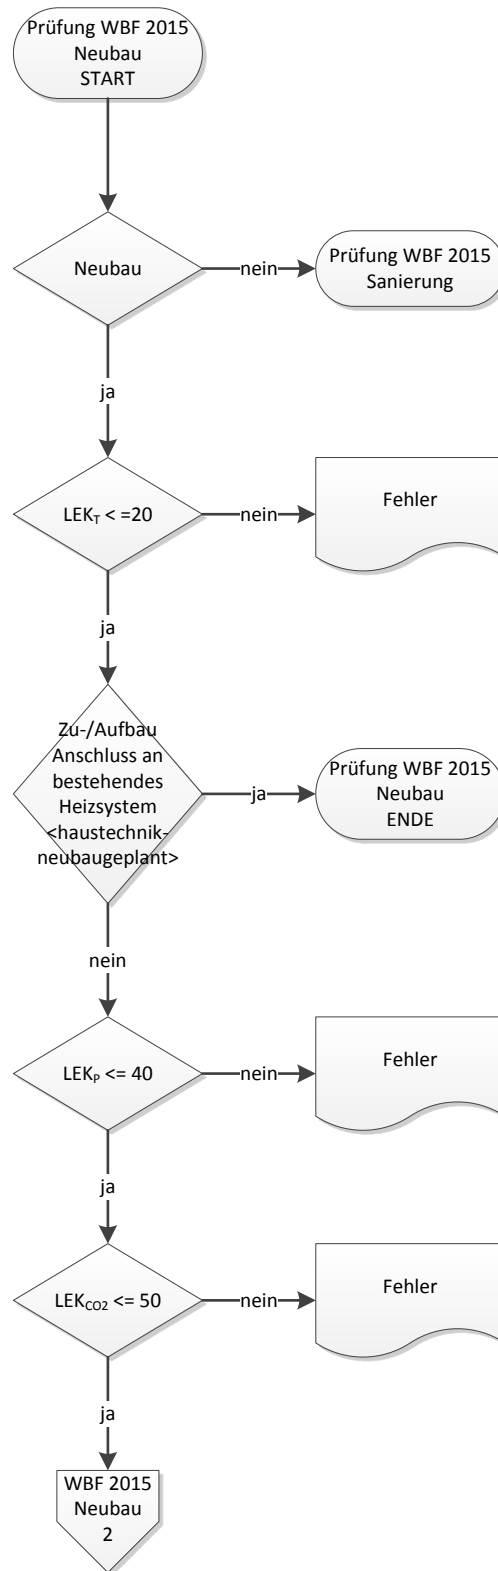 Prüfung WBF 2015
Neubau
START
Neubau
nein
Prüfung WBF 2015
Sanierung
ja
LEKT < =20
nein
Fehler
ja
Zu-/Aufbau
Anschluss an
bestehendes
Heizsystem
<haustechnik-
neubaugeplant>
ja
Prüfung WBF 2015
Neubau
ENDE
nein
LEKP <= 40
nein
Fehler
ja
LEKCO2 <= 50
nein
Fehler
ja
WBF 2015
Neubau
2